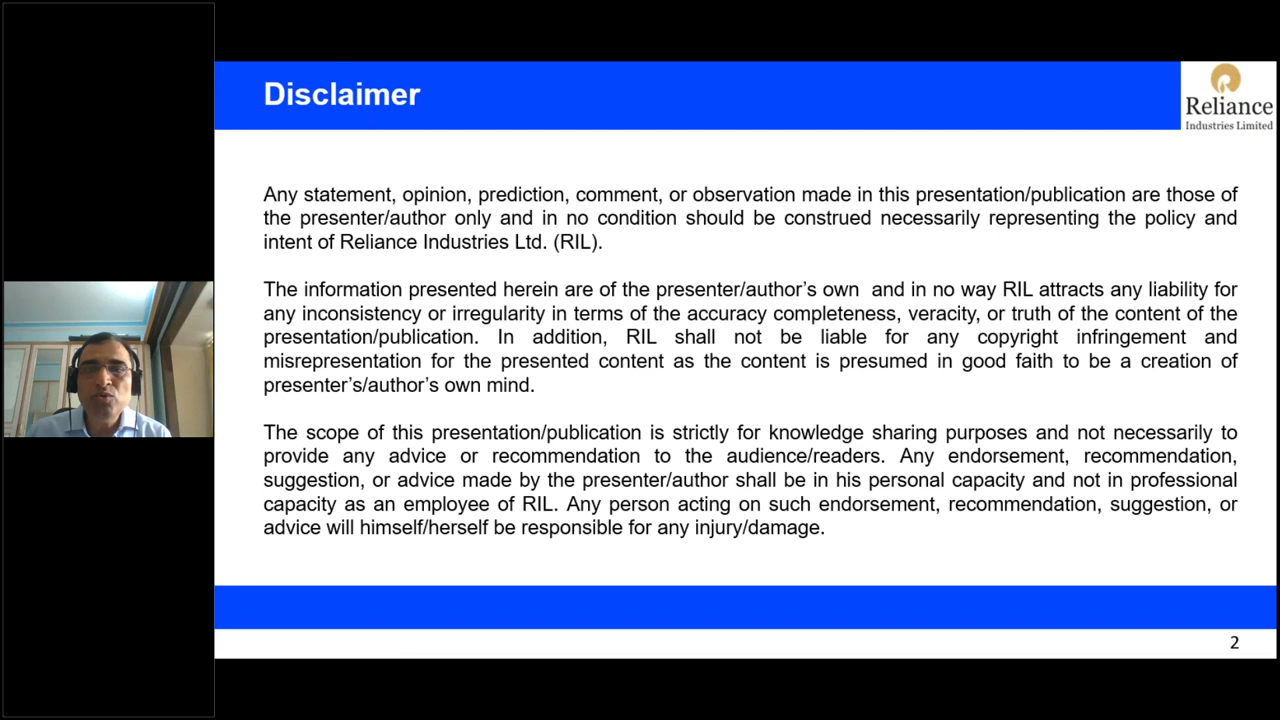 Disclaimer
Reliance
Industries Limited
Any statement, opinion, prediction, comment, or observation made in this presentation/publication are those of
the presenter/author only and in no condition should be construed necessarily representing the policy and
intent of Reliance Industries Ltd. (RIL).
The information presented herein are of the presenter/author’s own and in no way RIL attracts any liability for
any inconsistency or irregularity in terms of the accuracy completeness, veracity, or truth of the content of the
presentation/publication. In addition, RIL shall not be liable for any copyright infringement and
misrepresentation for the presented content as the content is presumed in good faith to be a creation of
presenter’s/author’s own mind.
The scope of this presentation/publication is strictly for knowledge sharing purposes and not necessarily to
provide any advice or recommendation to the audience/readers. Any endorsement, recommendation,
suggestion, or advice made by the presenter/author shall be in his personal capacity and not in professional
capacity as an employee of RIL. Any person acting on such endorsement, recommendation, suggestion, or
advice will himself/herself be responsible for any injury/damage.
2